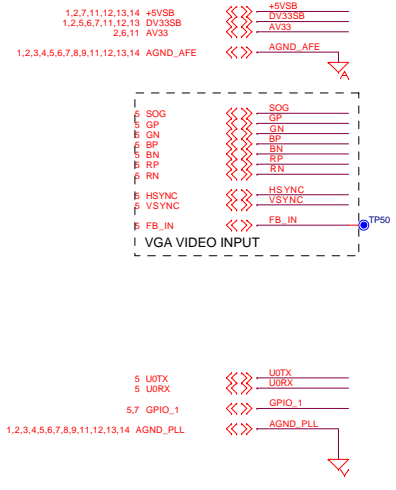 1,2,7,11,12,13,14 +5VSB +5VSB
1,2,5,6,7,11,12,13 DV33SB DV33SB
2,6,11 AV33 AV33
1,2,3,4,5,6,7,8,9,11,12,13,14 AGND_AFE AGND_AFE
A
5 SOG SOG
5 GP GP
5 GN GN
5 BP BP
5 BN BN
5 RP RP
5 RN RN
5 HSYNC HSYNC
5 VSYNC VSYNC
5 FB_IN FB_IN TP50
VGA VIDEO INPUT
5 U0TX U0TX
5 U0RX U0RX
5,7 GPIO_1 GPIO_1
1,2,3,4,5,6,7,8,9,11,12,13,14 AGND_PLL AGND_PLL